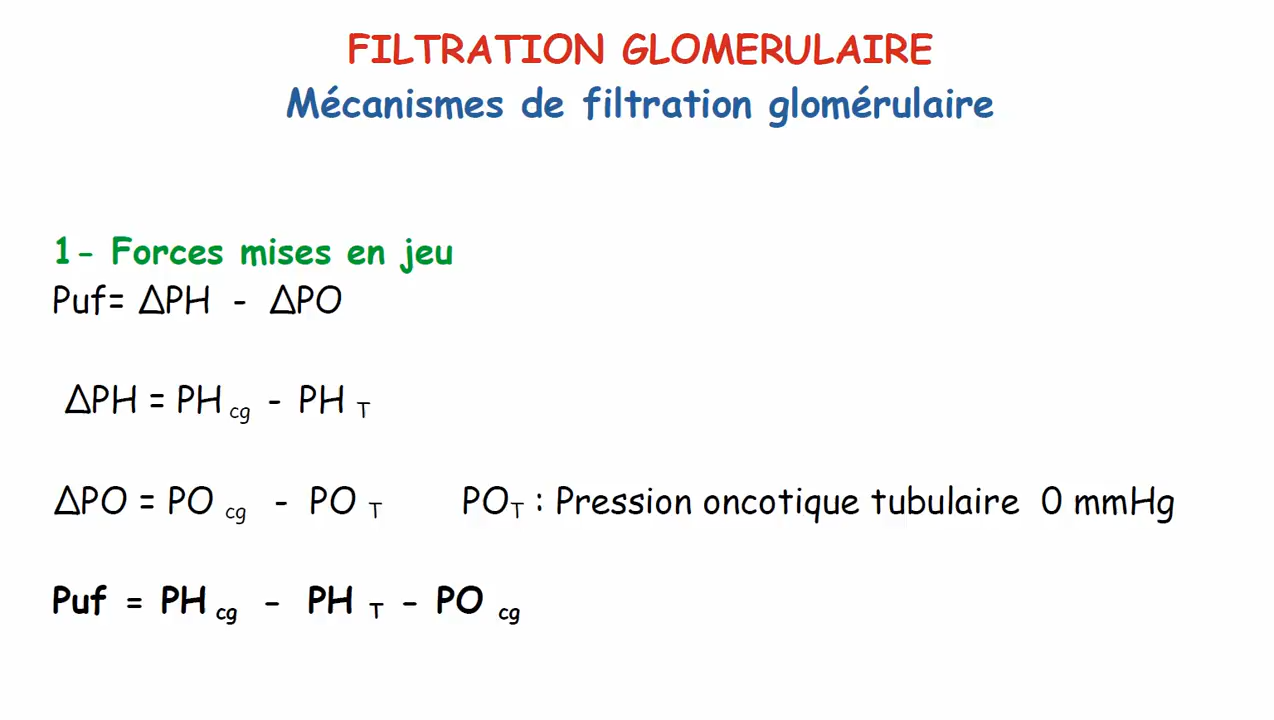 FILTRATION GLOMERULAIRE
Mécanismes de filtration glomérulaire
1- Forces mises en jeu
Puf= ΔPH - ΔPO
ΔPH = PH cg - PH T
ΔPO = PO cg - PO T POT : Pression oncotique tubulaire 0 mmHg
Puf = PH cg - PH T - PO cg